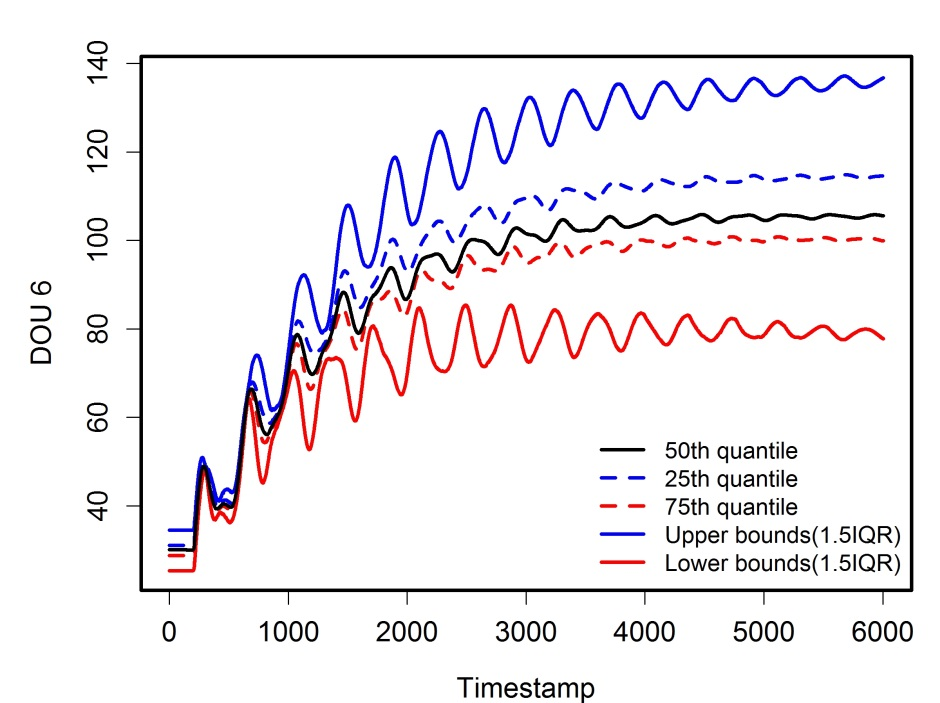 140
120
100
80
60
40
DOU 6
50th quantile
25th quantile
75th quantile
Upper bounds(1.5IQR)
Lower bounds(1.5IQR)
0 1000 2000 3000 4000 5000 6000
Timestamp